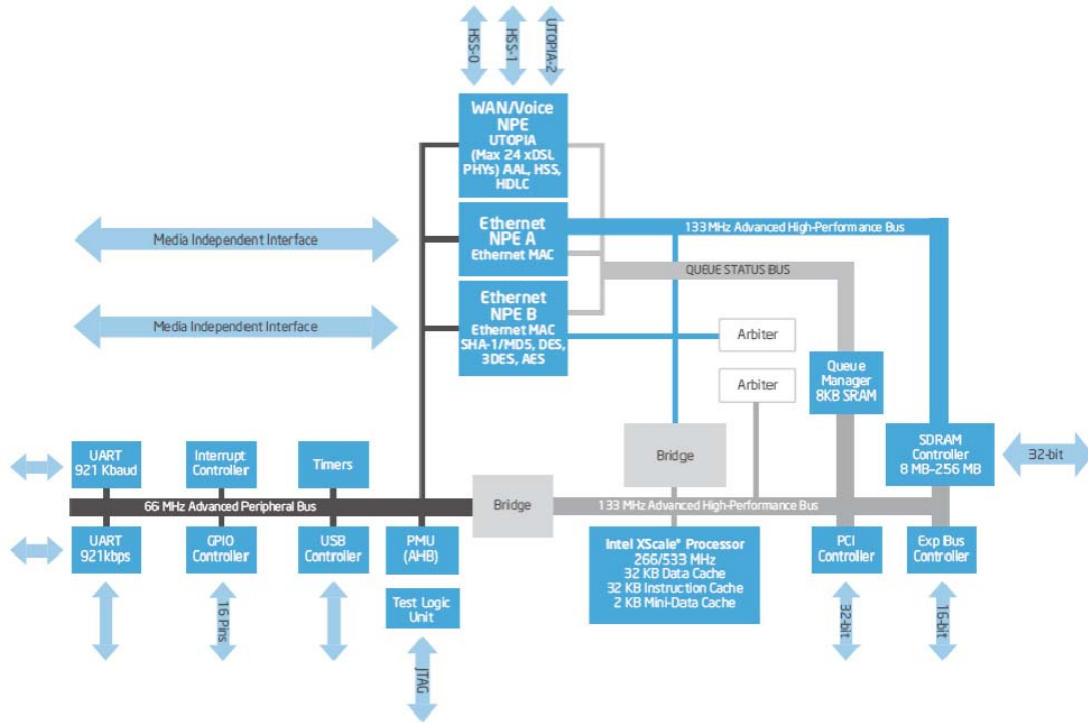 HSS-0
HSS-1
UTOPIA-2
WAN/Voice
NPE
UTOPIA
(Max 24 xDSL
PHYs) AAL, HSS,
HDLC
Media Independent Interface
Ethernet
NPE A
Ethernet MAC
133 MHz Advanced High-Performance Bus
QUEUE STATUS BUS
Media Independent Interface
Ethernet
NPE B
Ethernet MAC
SHA-1/MD5, DES,
3DES, AES
Arbiter
Arbiter
Queue
Manager
8KB SRAM
UART
921 Kbaud
Interrupt
Controller
Timers
Bridge
SDRAM
Controller
8 MB-256 MB
32-bit
66 MHz Advanced Peripheral Bus
Bridge
133 MHz Advanced High-Performance Bus
UART
921kbps
GPIO
Controller
USB
Controller
PMU
(AHB)
Intel XScale® Processor
266/533 MHz
32 KB Data Cache
32 KB Instruction Cache
2 KB Mini-Data Cache
PCI
Controller
Exp Bus
Controller
Test Logic
Unit
16 Pins
JTAG
32-bit
16-bit